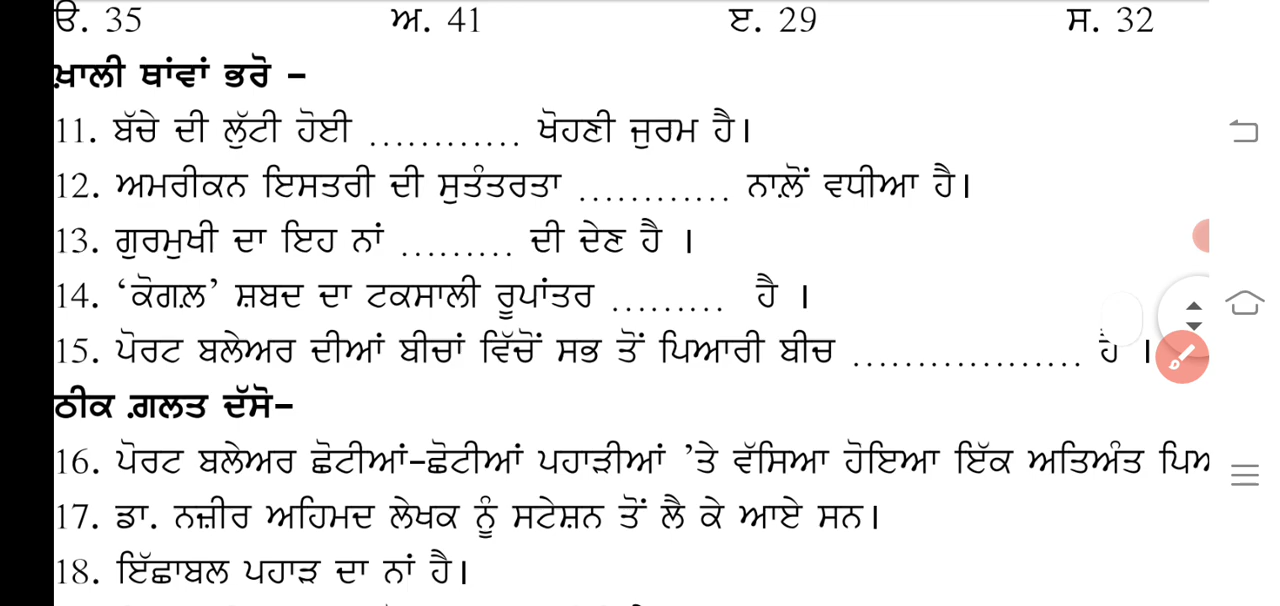 ੳ. 35 ਅ. 41 ੲ. 29 ਸ. 32
ਖ਼ਾਲੀ ਥਾਂਵਾਂ ਭਰੋ –
11. ਬੱਚੇ ਦੀ ਲੁੱਟੀ ਹੋਈ ............ ਖੋਹਣੀ ਜੁਰਮ ਹੈ।
12. ਅਮਰੀਕਨ ਇਸਤਰੀ ਦੀ ਸੁਤੰਤਰਤਾ ............ ਨਾਲ਼ੋਂ ਵਧੀਆ ਹੈ।
13. ਗੁਰਮੁਖੀ ਦਾ ਇਹ ਨਾਂ ......... ਦੀ ਦੇਣ ਹੈ ।
14. ‘ਕੋਗਲ਼’ ਸ਼ਬਦ ਦਾ ਟਕਸਾਲੀ ਰੂਪਾਂਤਰ ......... ਹੈ ।
15. ਪੋਰਟ ਬਲੇਅਰ ਦੀਆਂ ਬੀਚਾਂ ਵਿੱਚੋਂ ਸਭ ਤੋਂ ਪਿਆਰੀ ਬੀਚ .................. ਹੈ ।
ਠੀਕ ਗ਼ਲਤ ਦੱਸੋ–
16. ਪੋਰਟ ਬਲੇਅਰ ਛੋਟੀਆਂ–ਛੋਟੀਆਂ ਪਹਾੜੀਆਂ ’ਤੇ ਵੱਸਿਆ ਹੋਇਆ ਇੱਕ ਅਤਿਅੰਤ
17. ਡਾ. ਨਜ਼ੀਰ ਅਹਿਮਦ ਲੇਖਕ ਨੂੰ ਸਟੇਸ਼ਨ ਤੋਂ ਲੈ ਕੇ ਆਏ ਸਨ।
18. ਇੱਛਾਬਲ ਪਹਾੜ ਦਾ ਨਾਂ ਹੈ।